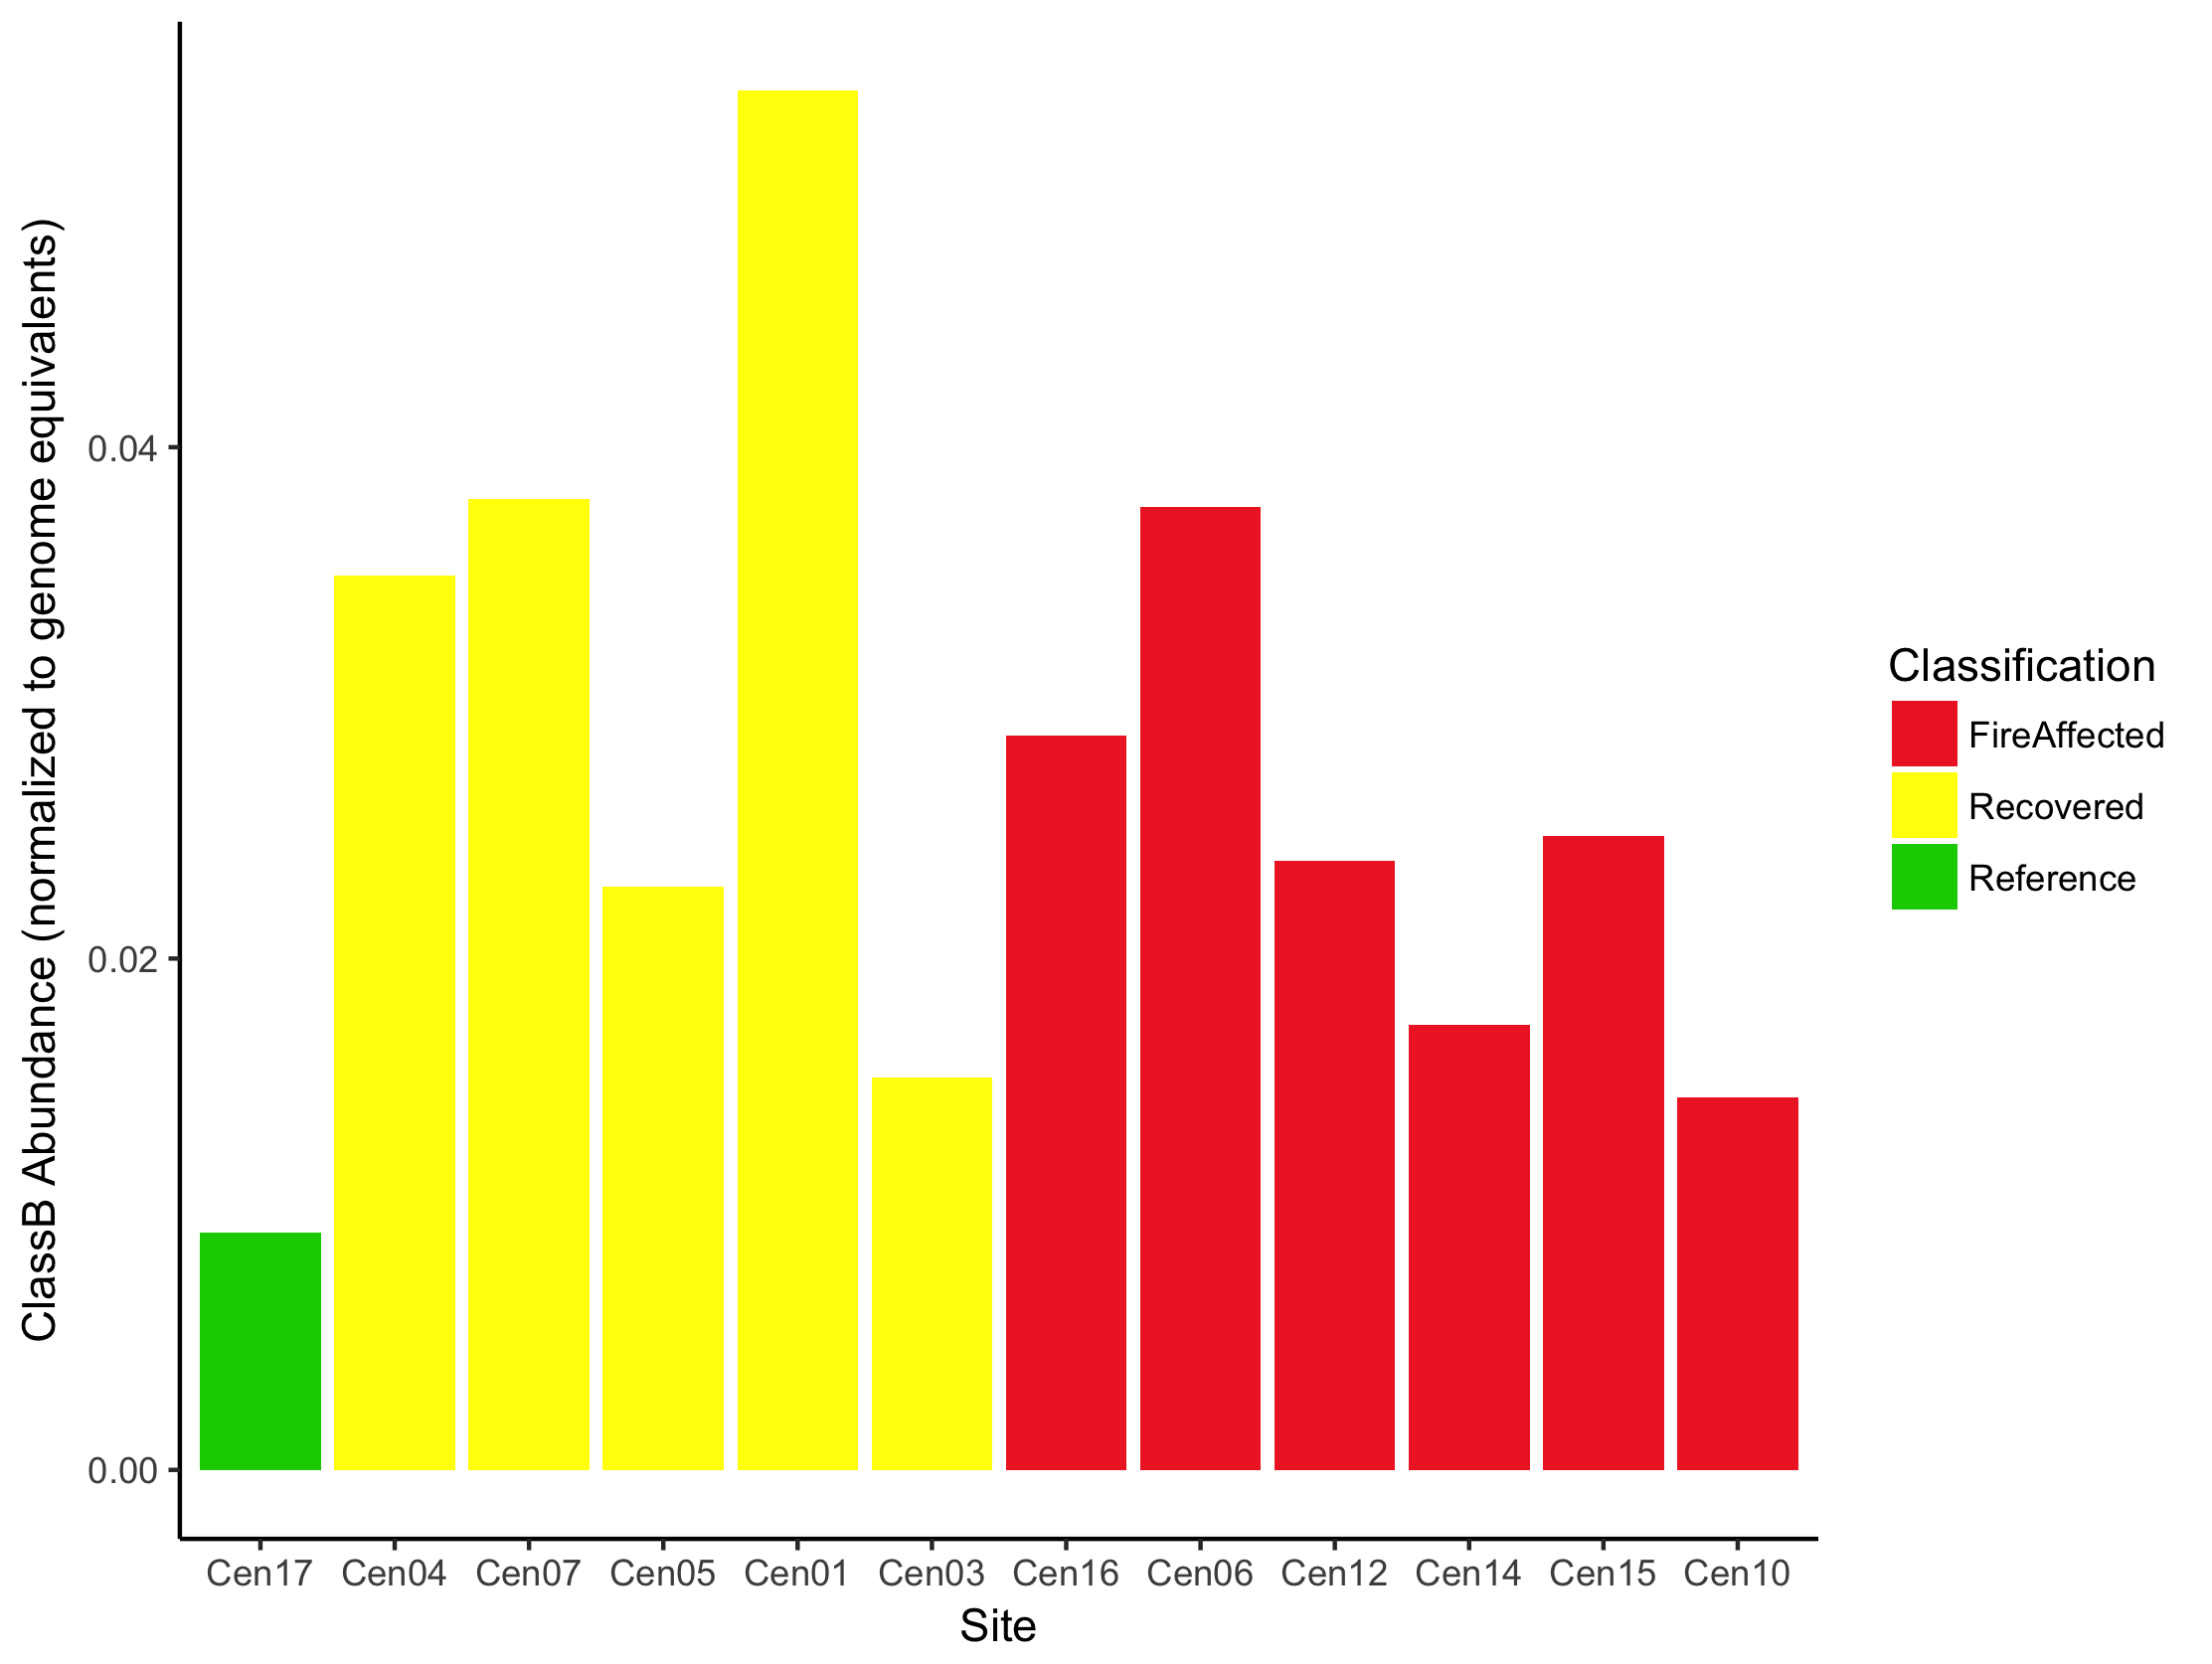 ClassB Abundance (normalized to genome equivalents)
0.04
0.02
0.00
Cen17 Cen04 Cen07 Cen05 Cen01 Cen03 Cen16 Cen06 Cen12 Cen14 Cen15 Cen10
Site
Classification
FireAffected
Recovered
Reference